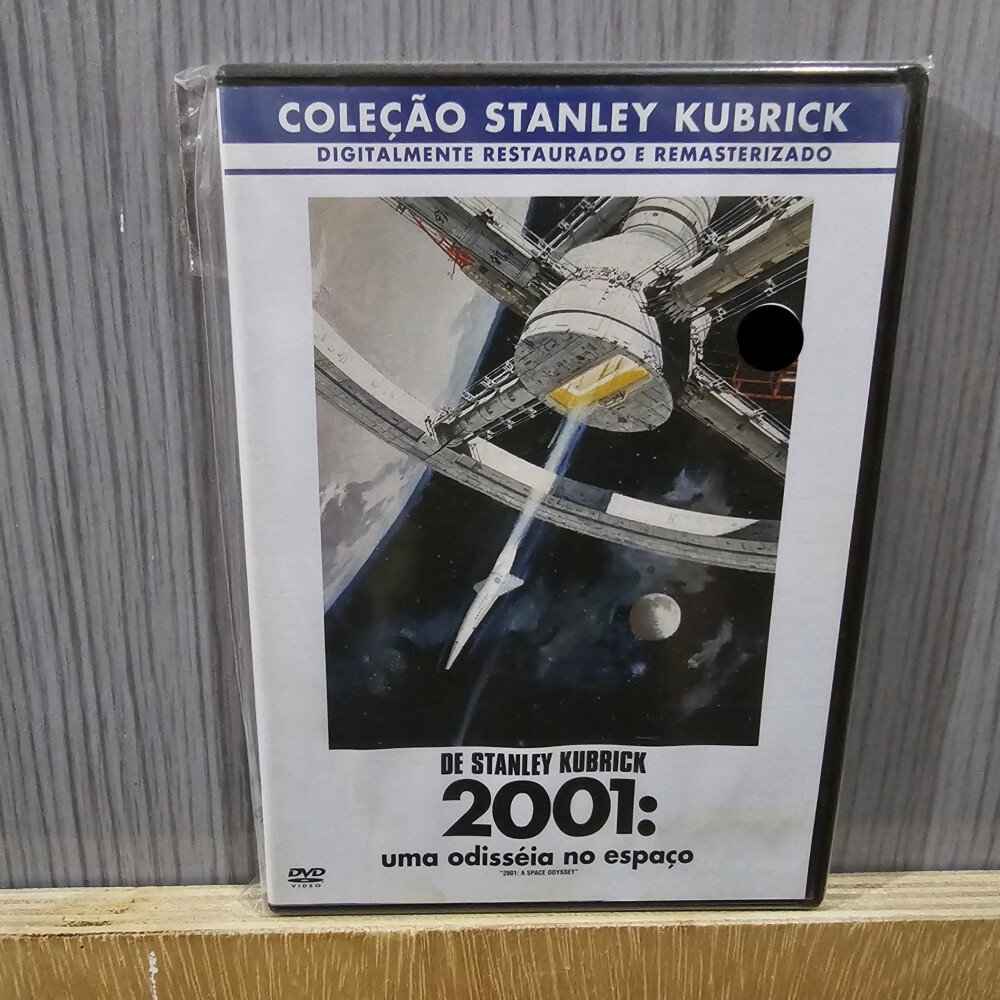 COLEÇÃO STANLEY KUBRICK
DIGITALMENTE RESTAURADO E REMASTERIZADO
DE STANLEY KUBRICK
2001:
uma odisséia no espaço
"2001: A SPACE ODYSSEY"
DVD
VIDEO